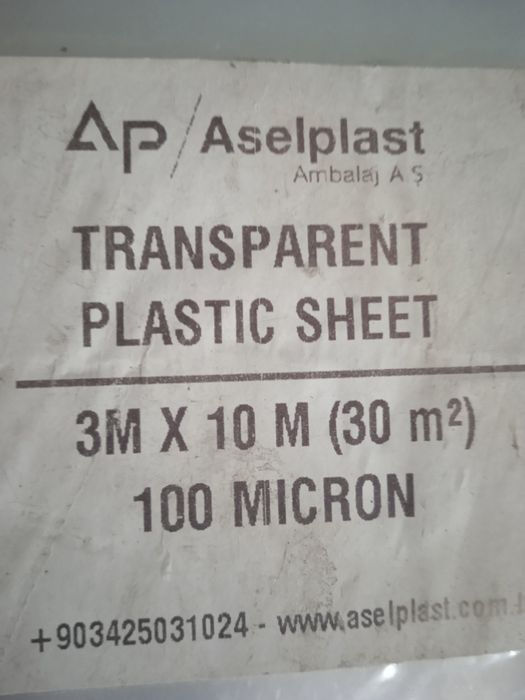 Ap / Aselplast
Ambalaj A Ş
TRANSPARENT
PLASTIC SHEET
3M X 10 M (30 m²)
100 MICRON
+903425031024 - www.aselplast.com.t